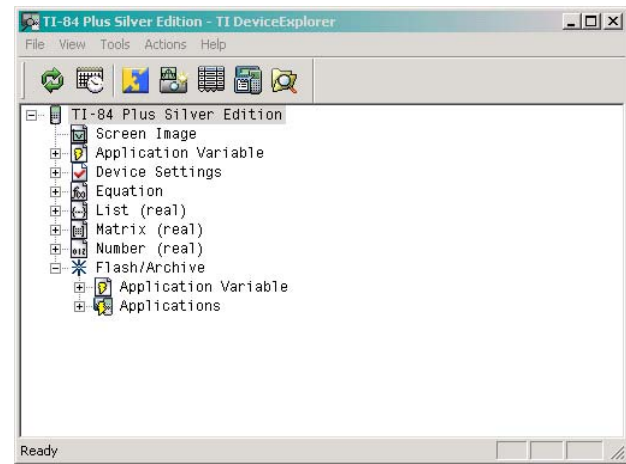 TI-84 Plus Silver Edition - TI DeviceExplorer
File View Tools Actions Help
TI-84 Plus Silver Edition
Screen Image
Application Variable
Device Settings
Equation
List (real)
Matrix (real)
Number (real)
Flash/Archive
Application Variable
Applications
Ready